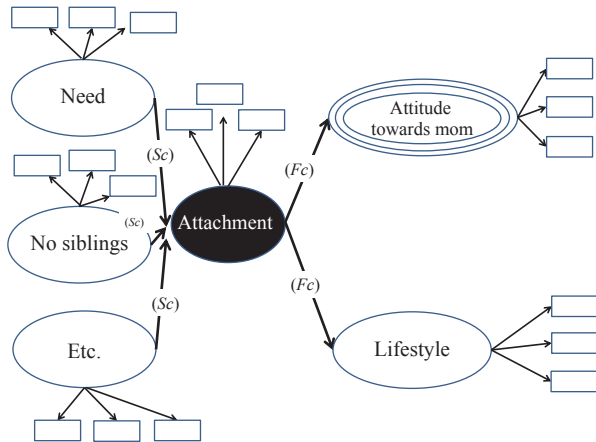 Need
Attitude
towards mom
(Sc)
(Fc)
(Sc)
Attachment
No siblings
(Sc)
(Fc)
Etc.
Lifestyle